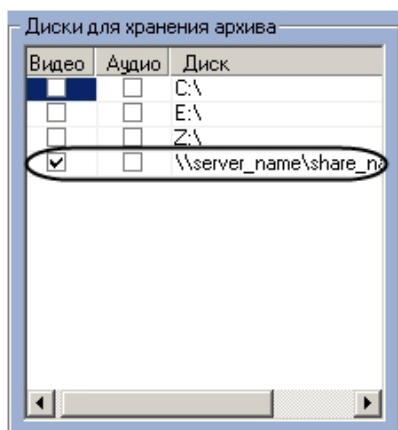 Диски для хранения архива
Видео Аудио Диск
C:\
E:\
Z:\
\\server_name\share_na